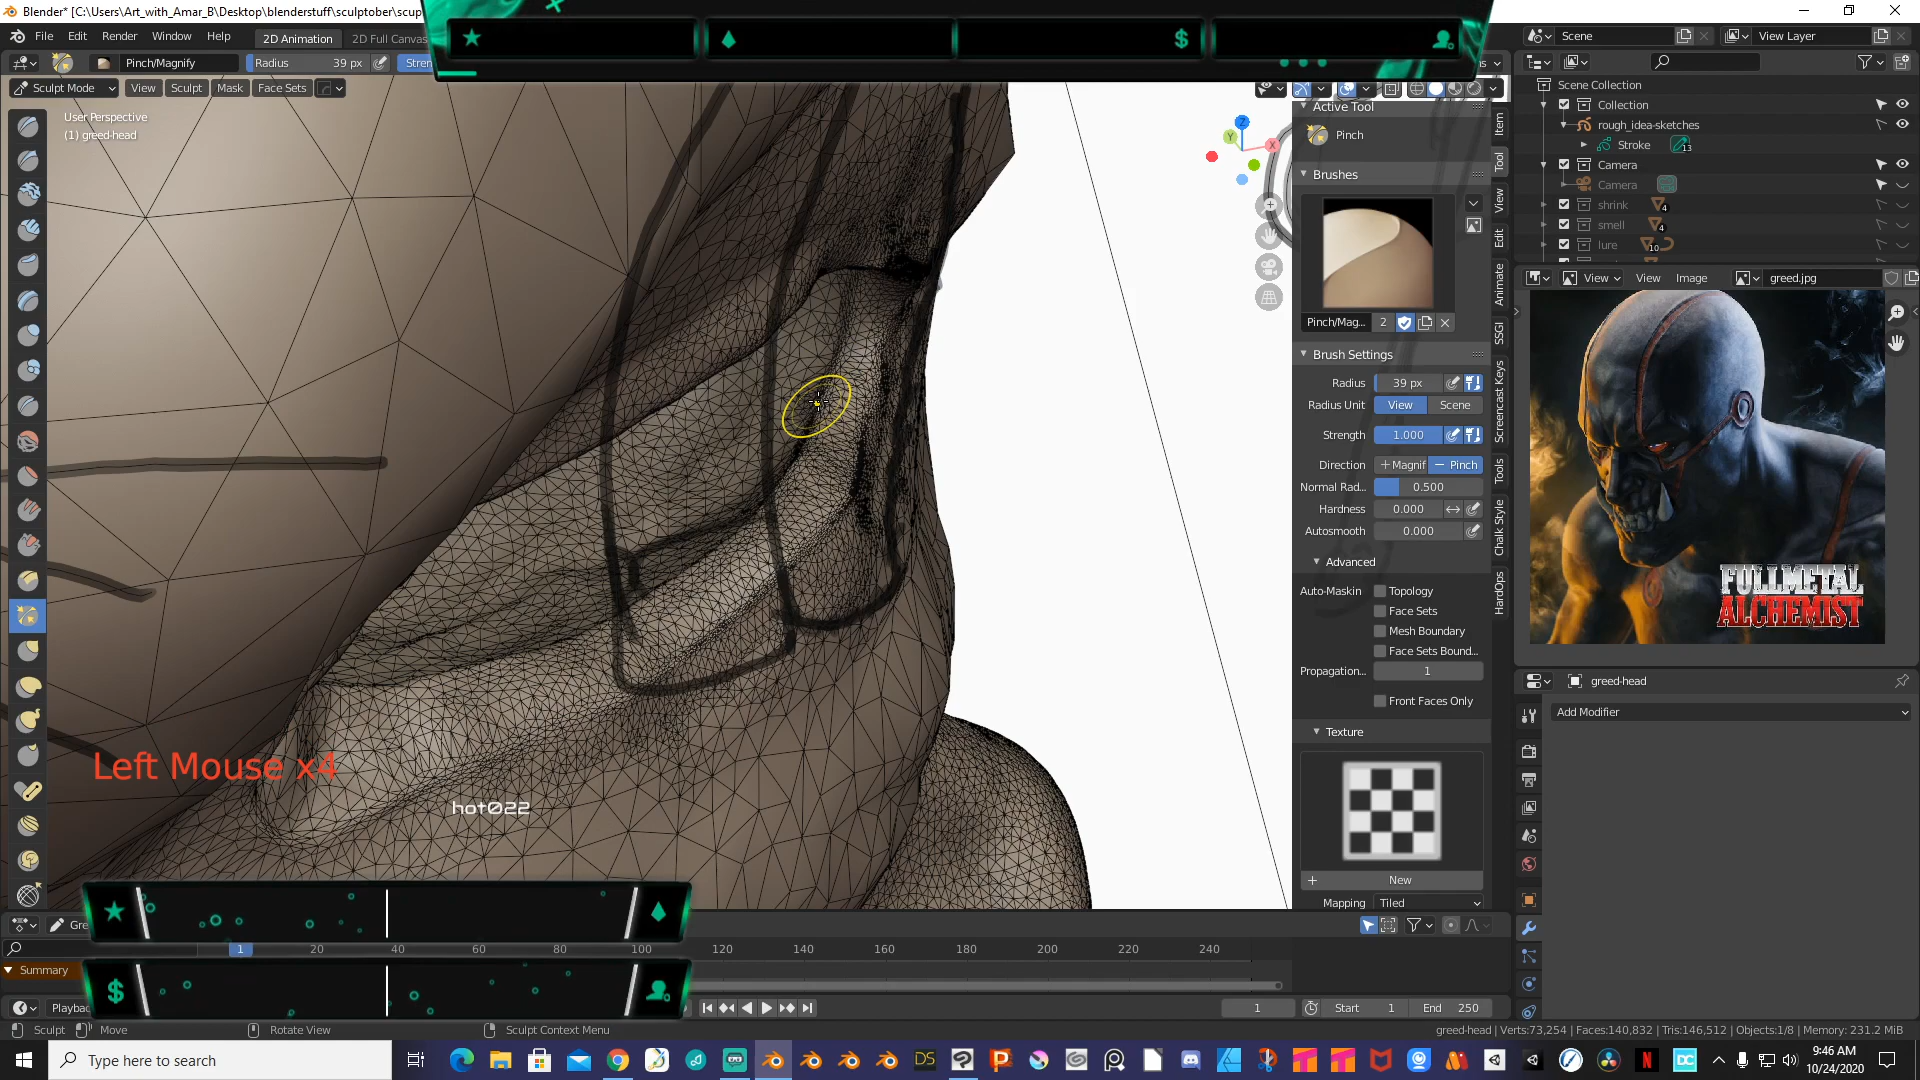 Blender* [C:\Users\Art_with_Amar_B\Desktop\blenderstuff\sculptober\scup
File Edit Render Window Help 2D Animation 2D Full Canvas
Scene View Layer
Pinch/Magnify Radius 39 px Stren
Sculpt Mode View Sculpt Mask Face Sets
User Perspective
(1) greed-head
Z
Y
X
Active Tool
Pinch
Brushes
Pinch/Mag... 2
Brush Settings
Radius 39 px
Radius Unit View Scene
Strength 1.000
Direction + Magnif − Pinch
Normal Rad... 0.500
Hardness 0.000
Autosmooth 0.000
Advanced
Auto-Maskin Topology
Face Sets
Mesh Boundary
Face Sets Bound...
Propagation... 1
Front Faces Only
Texture
+ New
Mapping Tiled
Item
Tool
View
Edit
Animate
SSGI
Screencast Keys
Tools
Chalk Style
HardOps
Scene Collection
Collection
rough_idea-sketches
Stroke 13
Camera
Camera
shrink 4
smell 4
lure 10
View View Image greed.jpg
FULLMETAL
ALCHEMIST
greed-head
Add Modifier
Left Mouse x4
hot022
Gre
1 20 40 60 80 100 120 140 160 180 200 220 240
Summary
Playbac
1 Start 1 End 250
Sculpt Move Rotate View Sculpt Context Menu
greed-head | Verts:73,254 | Faces:140,832 | Tris:146,512 | Objects:1/8 | Memory: 231.2 MiB
Type here to search
9:46 AM
10/24/2020